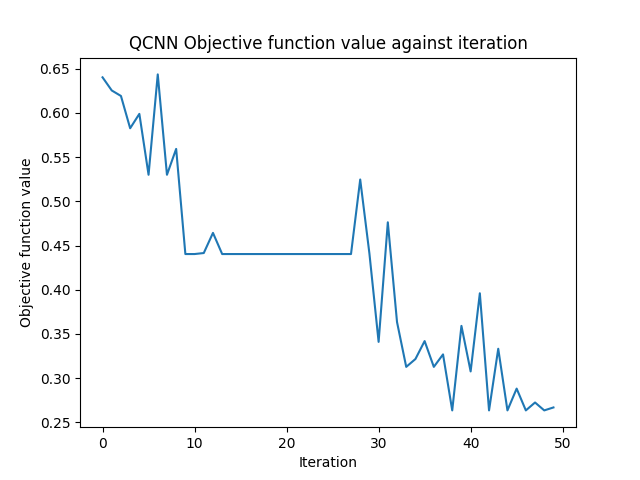 QCNN Objective function value against iteration
Objective function value
0.65
0.60
0.55
0.50
0.45
0.40
0.35
0.30
0.25
0 10 20 30 40 50
Iteration